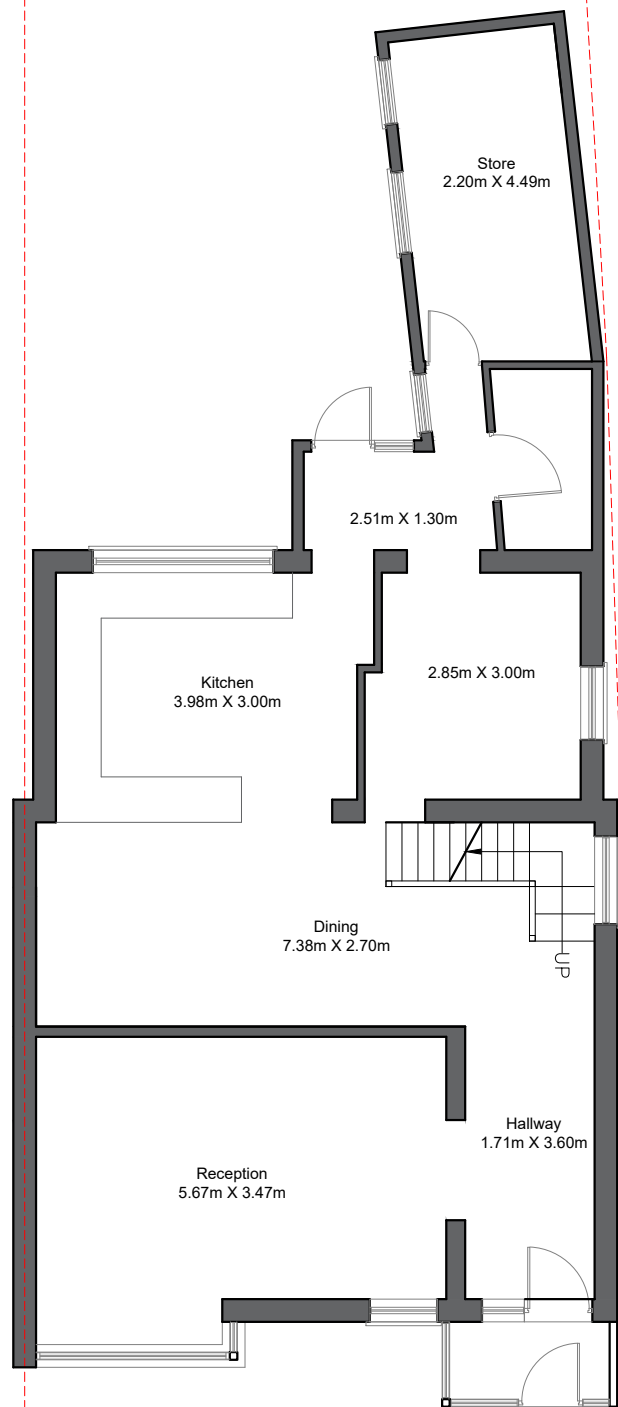 Store
2.20m X 4.49m
2.51m X 1.30m
Kitchen
3.98m X 3.00m
2.85m X 3.00m
Dining
7.38m X 2.70m
UP
Hallway
1.71m X 3.60m
Reception
5.67m X 3.47m